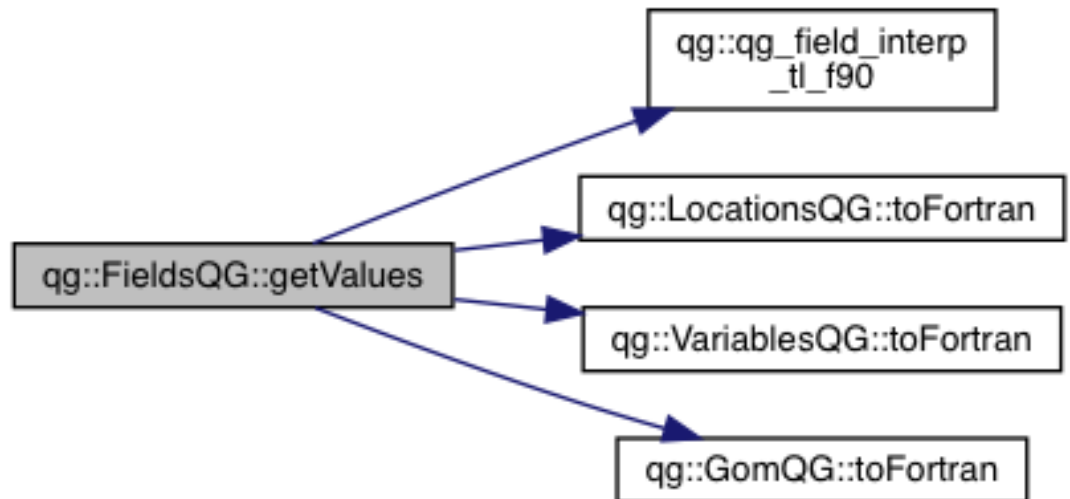 qg::qg_field_interp
_tl_f90
qg::LocationsQG::toFortran
qg::FieldsQG::getValues
qg::VariablesQG::toFortran
qg::GomQG::toFortran